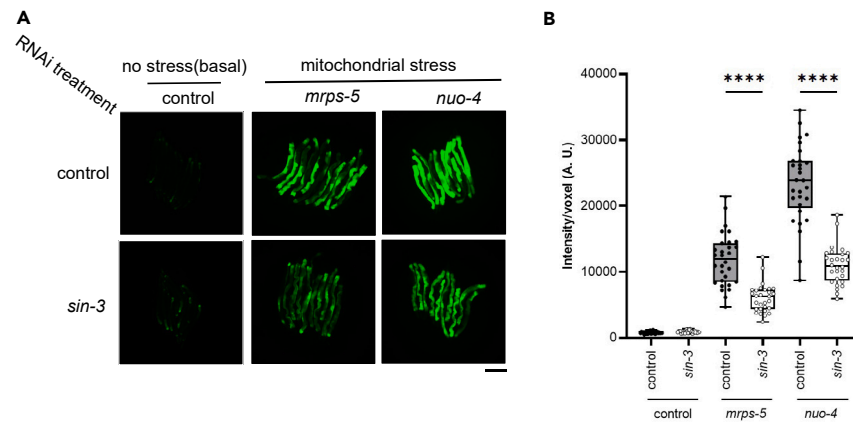 A
RNAi treatment
no stress(basal)
mitochondrial stress
control
mrps-5
nuo-4
control
sin-3
B
Intensity/voxel (A. U.)
40000
30000
20000
10000
0
****
****
control
sin-3
control
sin-3
control
sin-3
control
mrps-5
nuo-4